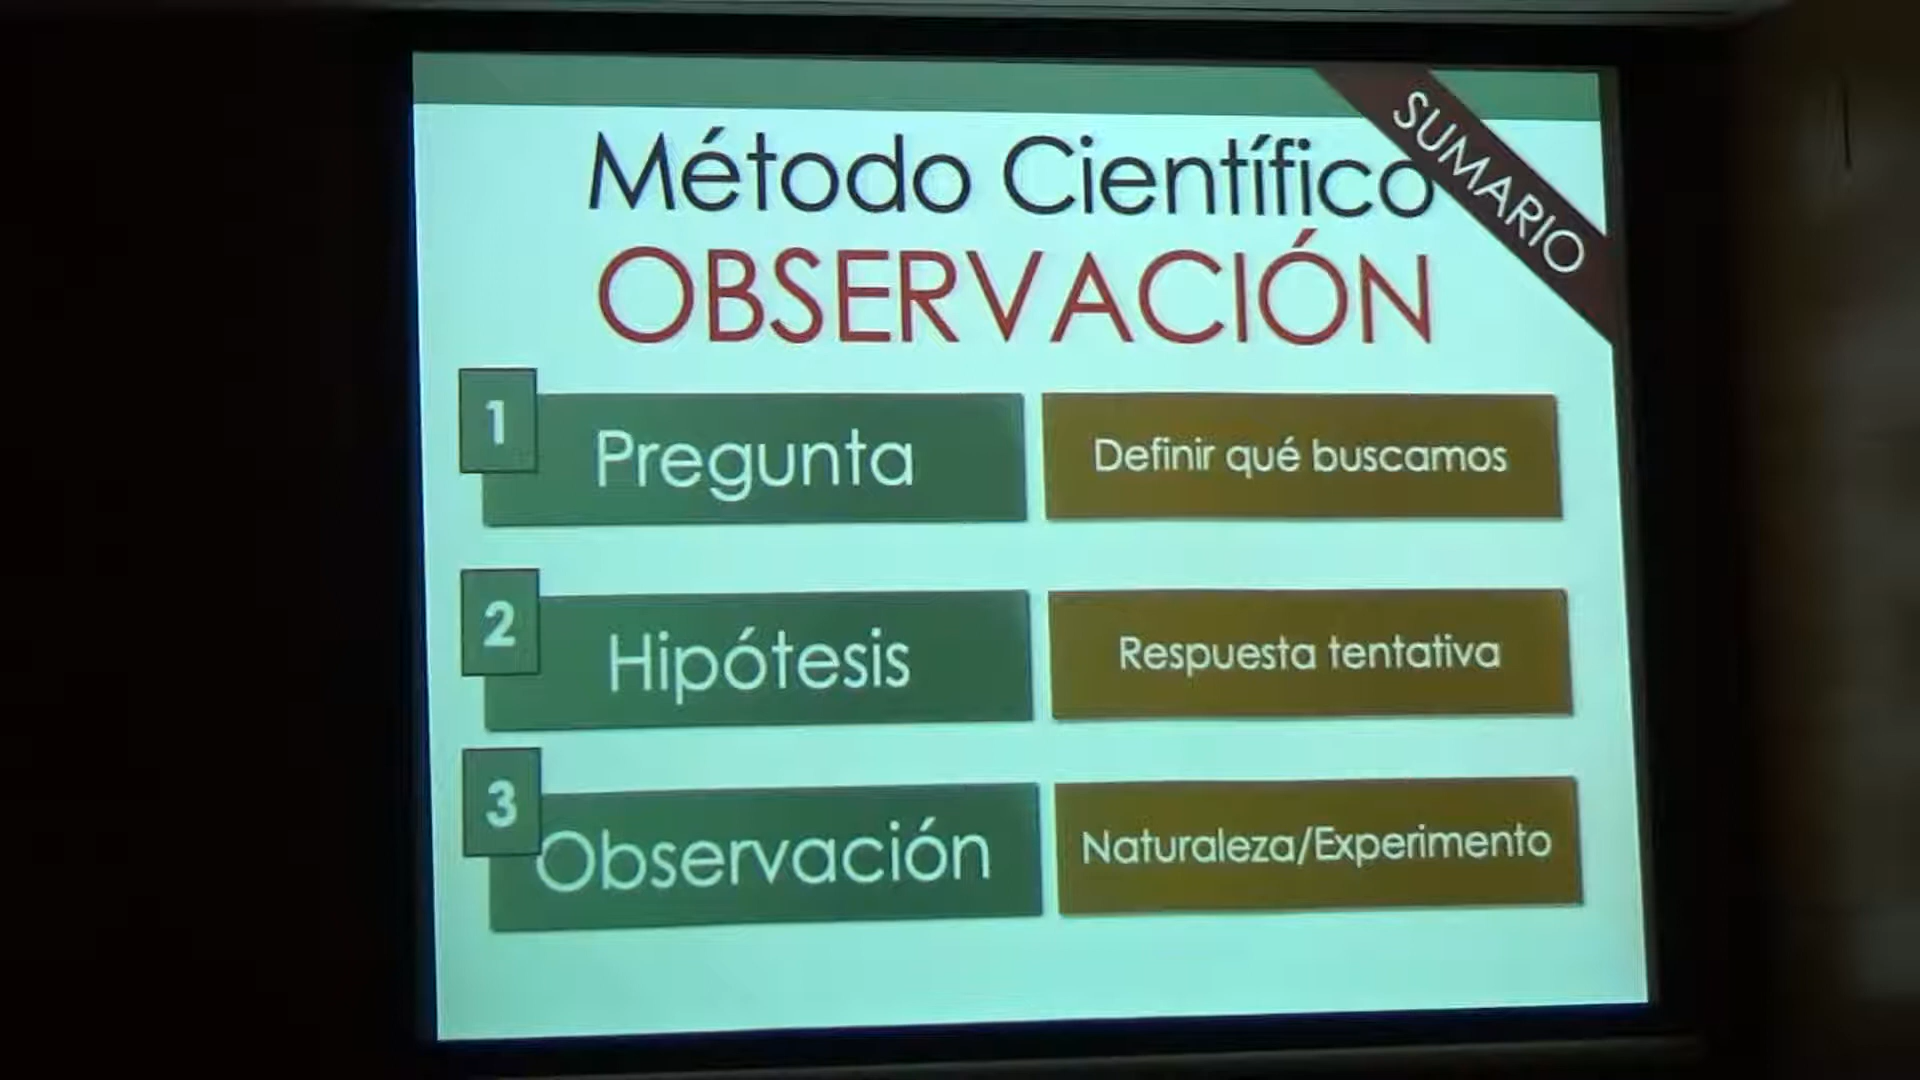 SUMARIO
Método Científico
OBSERVACIÓN
1
Pregunta
Definir qué buscamos
2
Hipótesis
Respuesta tentativa
3
Observación
Naturaleza/Experimento